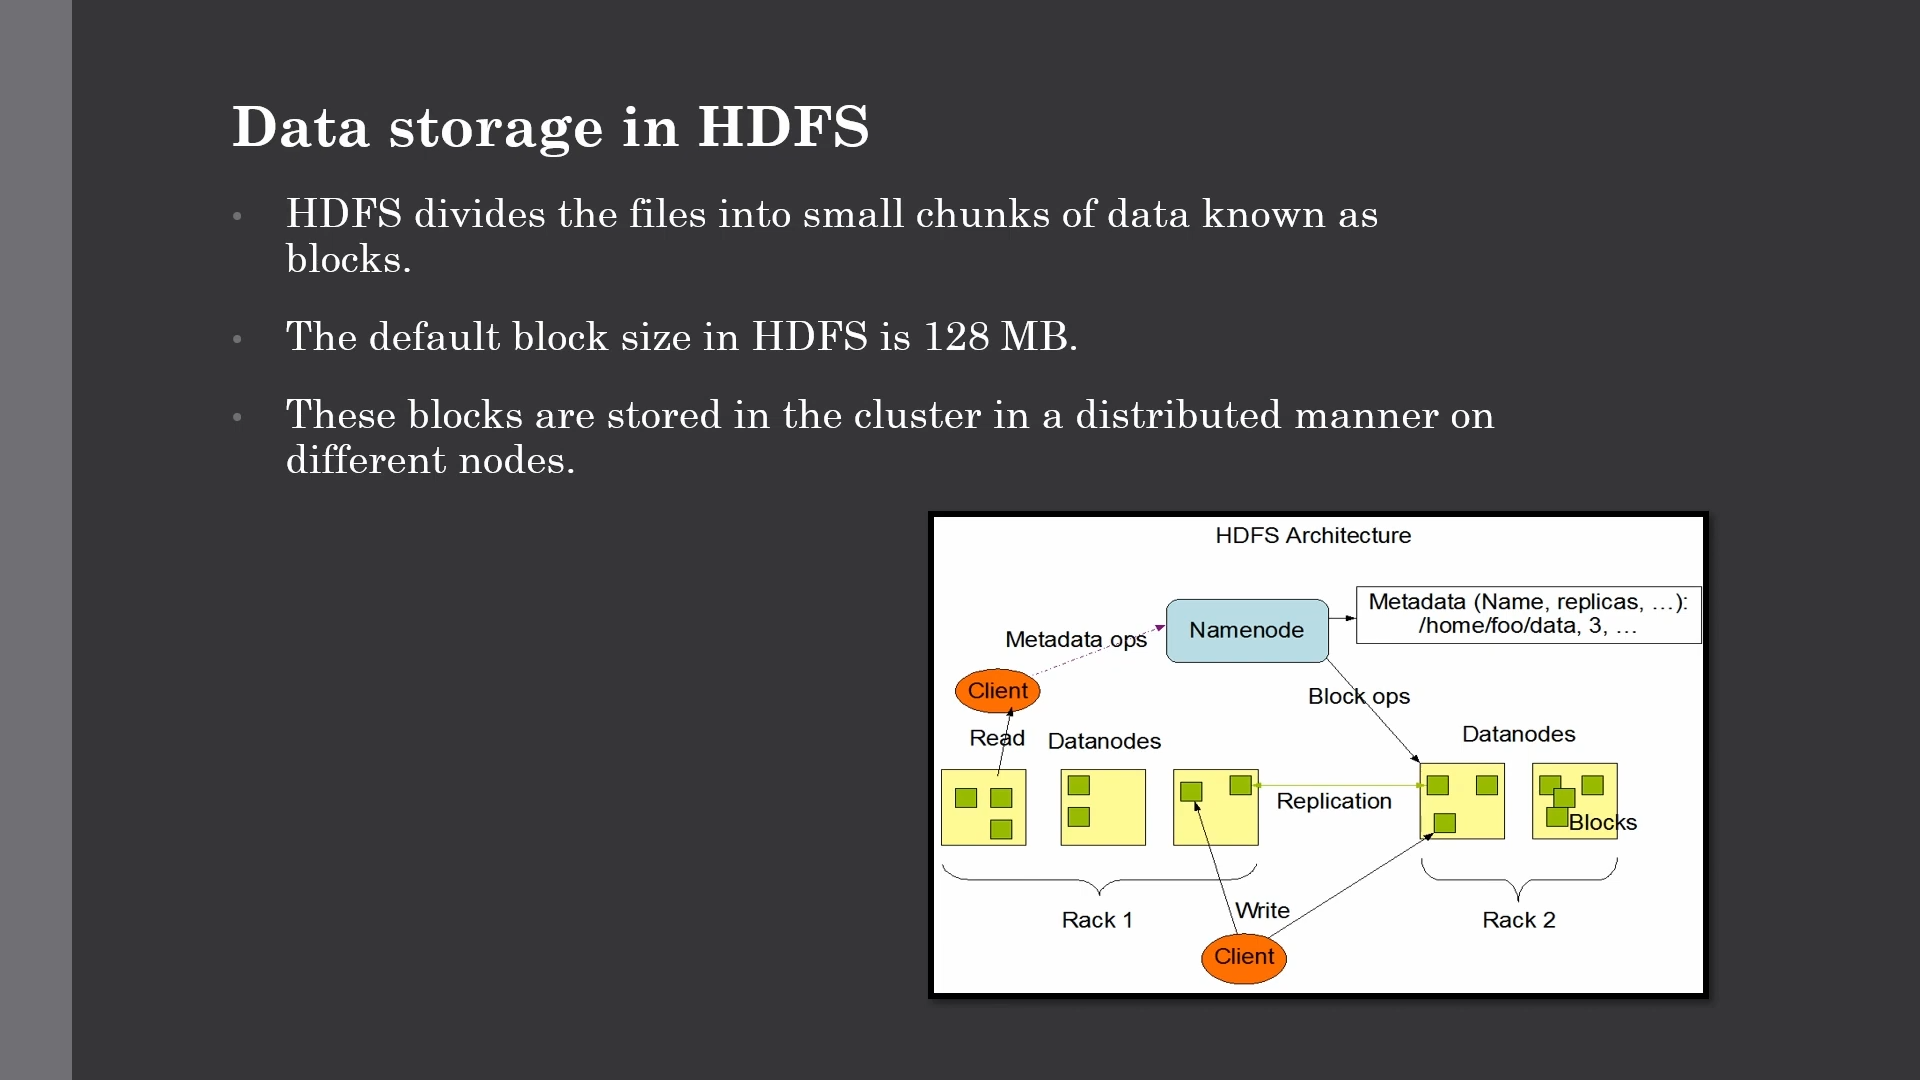 Data storage in HDFS
• HDFS divides the files into small chunks of data known as
blocks.
• The default block size in HDFS is 128 MB.
• These blocks are stored in the cluster in a distributed manner on
different nodes.
HDFS Architecture
Metadata (Name, replicas, …):
/home/foo/data, 3, …
Namenode
Metadata ops
Client
Block ops
Read
Datanodes
Datanodes
Replication
Blocks
Rack 1
Write
Rack 2
Client